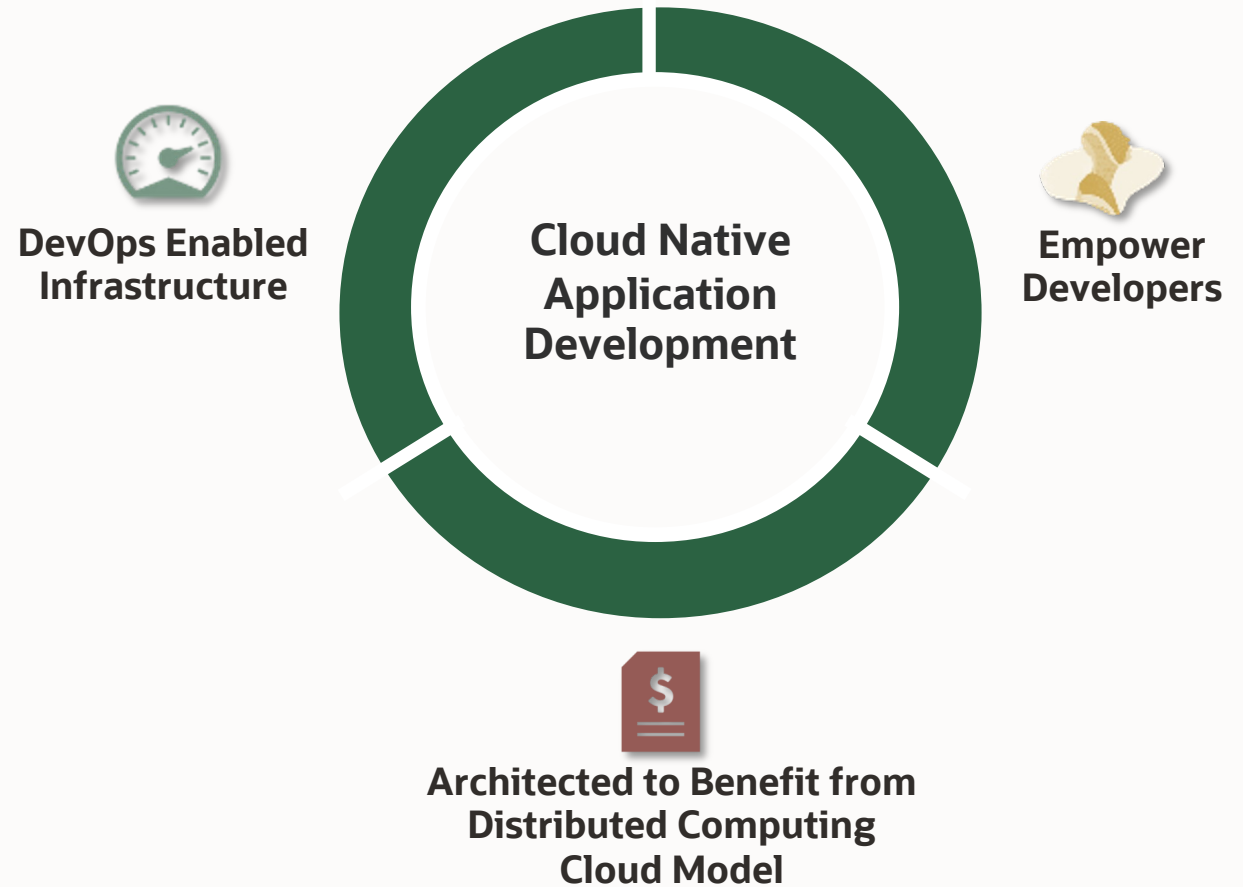 DevOps Enabled
Infrastructure
Cloud Native
Application
Development
Empower
Developers
$
Architected to Benefit from
Distributed Computing
Cloud Model